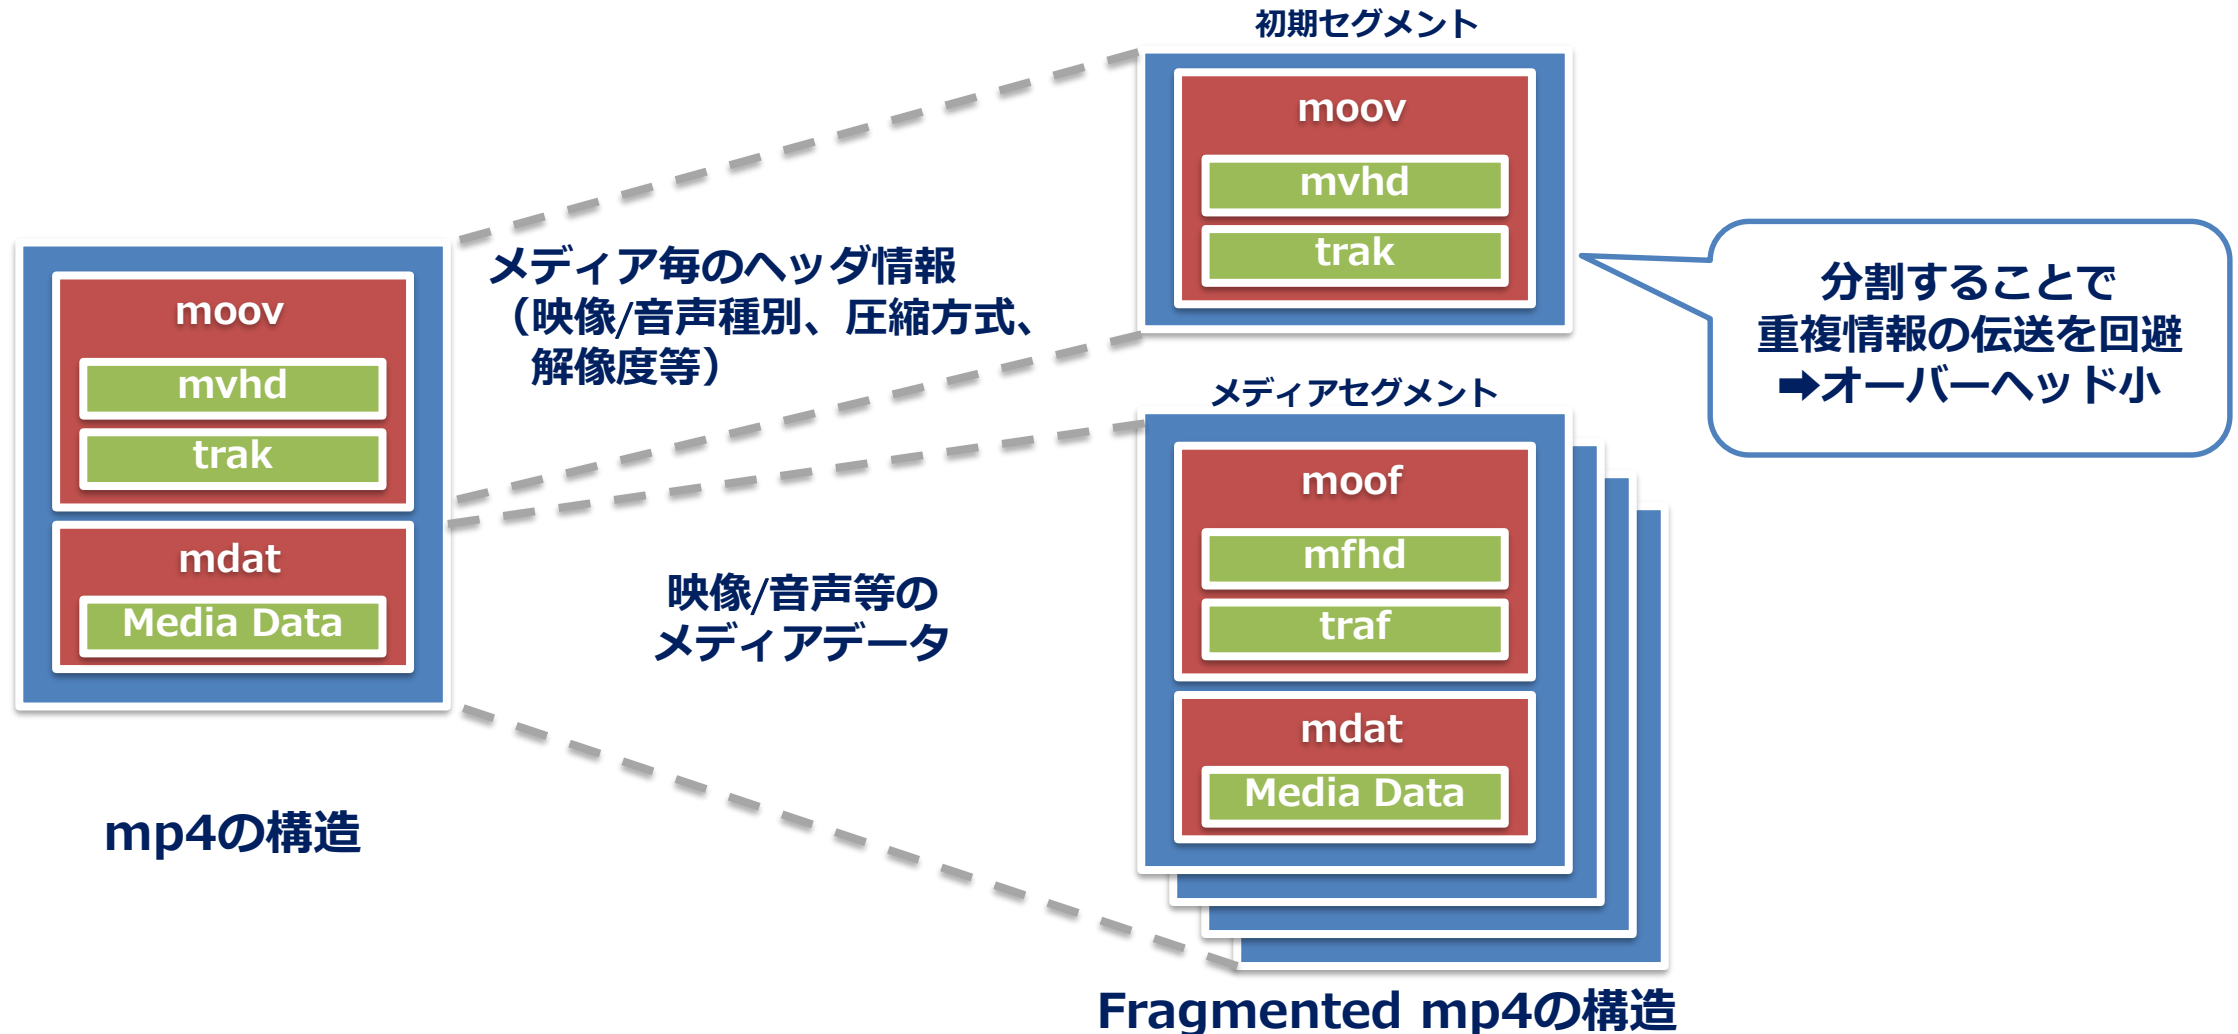 初期セグメント
moov
mvhd
trak
メディア毎のヘッダ情報
（映像/音声種別、圧縮方式、
解像度等）
分割することで
重複情報の伝送を回避
➡オーバーヘッド小
moov
mvhd
trak
mdat
Media Data
mp4の構造
映像/音声等の
メディアデータ
メディアセグメント
moof
mfhd
traf
mdat
Media Data
Fragmented mp4の構造